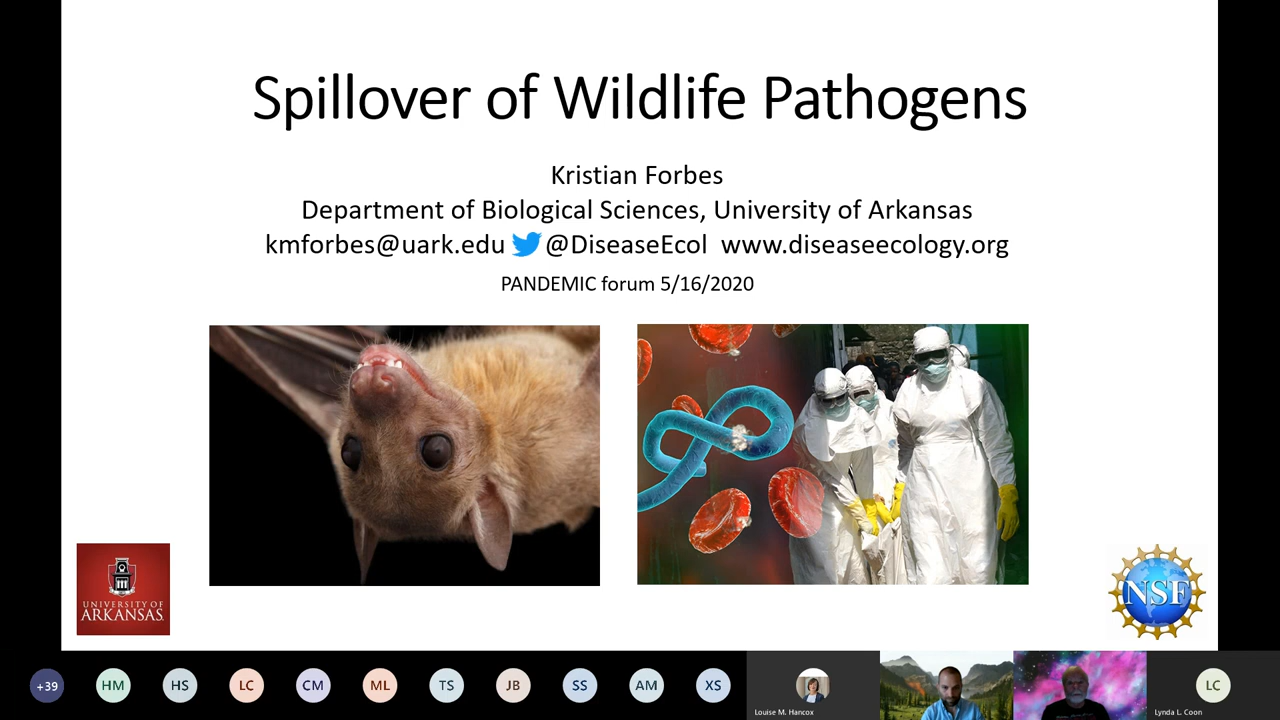 Spillover of Wildlife Pathogens
Kristian Forbes
Department of Biological Sciences, University of Arkansas
kmforbes@uark.edu @DiseaseEcol www.diseaseecology.org
PANDEMIC forum 5/16/2020
UNIVERSITY OF
ARKANSAS
NSF
+39 HM HS LC CM ML TS JB SS AM XS LC
Louise M. Hancox
Lynda L. Coon